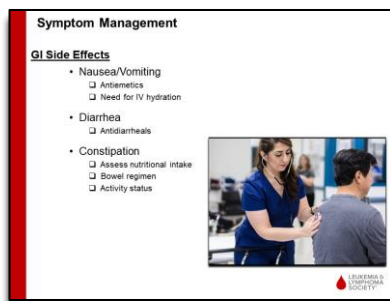 Symptom Management
GI Side Effects
• Nausea/Vomiting
❑ Antiemetics
❑ Need for IV hydration
• Diarrhea
❑ Antidiarrheals
• Constipation
❑ Assess nutritional intake
❑ Bowel regimen
❑ Activity status
LEUKEMIA &
LYMPHOMA
SOCIETY